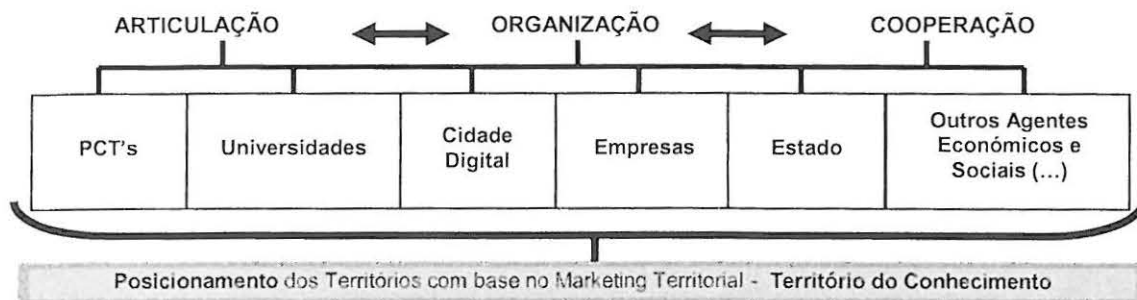 ARTICULAÇÃO ORGANIZAÇÃO COOPERAÇÃO
PCT's
Universidades
Cidade
Digital
Empresas
Estado
Outros Agentes
Económicos e
Sociais (...)
Posicionamento dos Territórios com base no Marketing Territorial - Território do Conhecimento